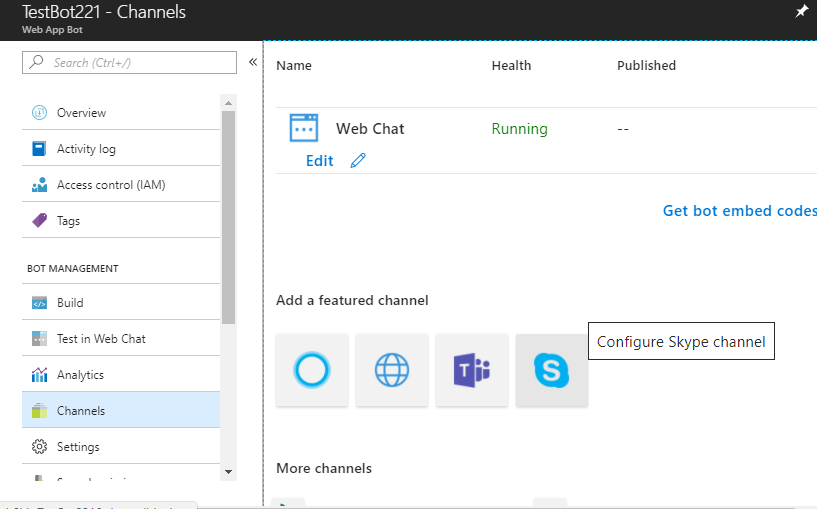 TestBot221 - Channels
Web App Bot
Search (Ctrl+/)
«
Overview
Activity log
Access control (IAM)
Tags
BOT MANAGEMENT
Build
Test in Web Chat
Analytics
Channels
Settings
Name Health Published
Web Chat Running --
Edit
Get bot embed codes
Add a featured channel
Configure Skype channel
More channels